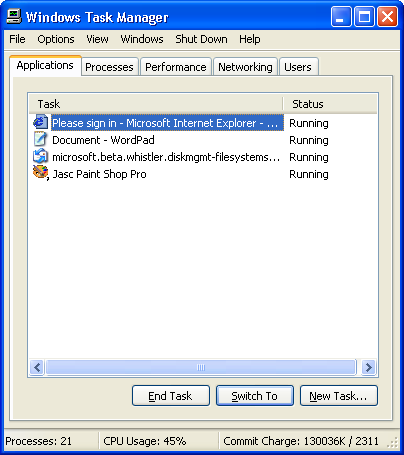 Windows Task Manager
File Options View Windows Shut Down Help
Applications Processes Performance Networking Users
Task Status
Please sign in - Microsoft Internet Explorer - ... Running
Document - WordPad Running
microsoft.beta.whistler.diskmgmt-filesystems... Running
Jasc Paint Shop Pro Running
End Task Switch To New Task...
Processes: 21 CPU Usage: 45% Commit Charge: 130036K / 2311